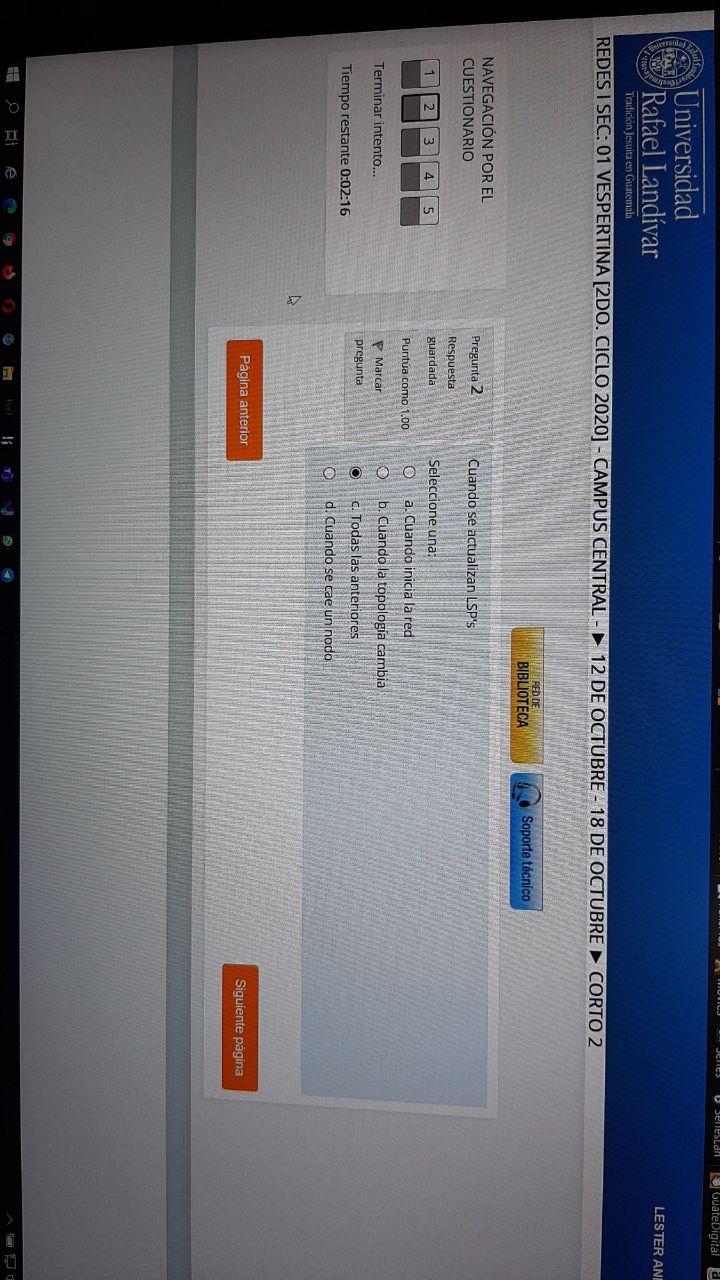 Movies
Series
SeriesLan
GuateDigital
Universidad
Rafael Landívar
Tradición Jesuita en Guatemala
LESTER AN
REDES I SEC: 01 VESPERTINA [2DO. CICLO 2020] - CAMPUS CENTRAL - ► 12 DE OCTUBRE - 18 DE OCTUBRE ► CORTO 2
RED DE
BIBLIOTECA
Soporte técnico
NAVEGACIÓN POR EL
CUESTIONARIO
1 2 3 4 5
Terminar intento...
Tiempo restante 0:02:16
Pregunta 2
Respuesta
guardada
Puntúa como 1,00
Marcar
pregunta
Cuando se actualizan LSP's
Seleccione una:
a. Cuando inicia la red
b. Cuando la topología cambia
c. Todas las anteriores
d. Cuando se cae un nodo
Página anterior
Siguiente página